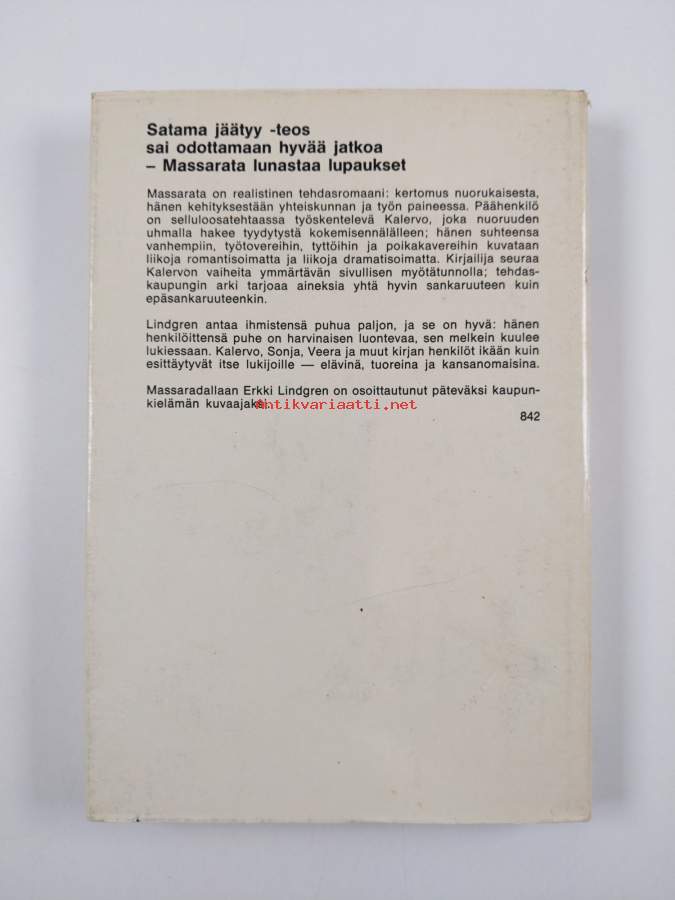 Satama jäätyy -teos
sai odottamaan hyvää jatkoa
– Massarata lunastaa lupaukset
Massarata on realistinen tehdasromaani: kertomus nuorukaisesta,
hänen kehityksestään yhteiskunnan ja työn paineessa. Päähenkilö
on selluloosatehtaassa työskentelevä Kalervo, joka nuoruuden
uhmalla hakee tyydytystä kokemisennälälleen; hänen suhteensa
vanhempiin, työtovereihin, tyttöihin ja poikakavereihin kuvataan
liikoja romantisoimatta ja liikoja dramatisoimatta. Kirjailija seuraa
Kalervon vaiheita ymmärtävän sivullisen myötätunnolla; tehdas-
kaupungin arki tarjoaa aineksia yhtä hyvin sankaruuteen kuin
epäsankaruuteenkin.
Lindgren antaa ihmistensä puhua paljon, ja se on hyvä: hänen
henkilöittensä puhe on harvinaisen luontevaa, sen melkein kuulee
lukiessaan. Kalervo, Sonja, Veera ja muut kirjan henkilöt ikään kuin
esittäytyvät itse lukijoille — elävinä, tuoreina ja kansanomaisina.
Massaradallaan Erkki Lindgren on osoittautunut päteväksi kaupun-
kielämän kuvaajaksi.
antikvariaatti.net
842